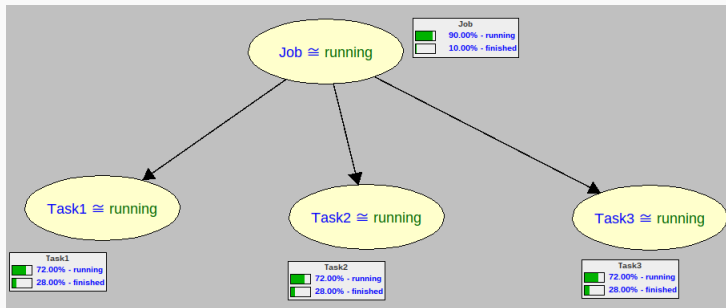 Job ≅ running
Job
90.00% - running
10.00% - finished
Task1 ≅ running
Task2 ≅ running
Task3 ≅ running
Task1
72.00% - running
28.00% - finished
Task2
72.00% - running
28.00% - finished
Task3
72.00% - running
28.00% - finished